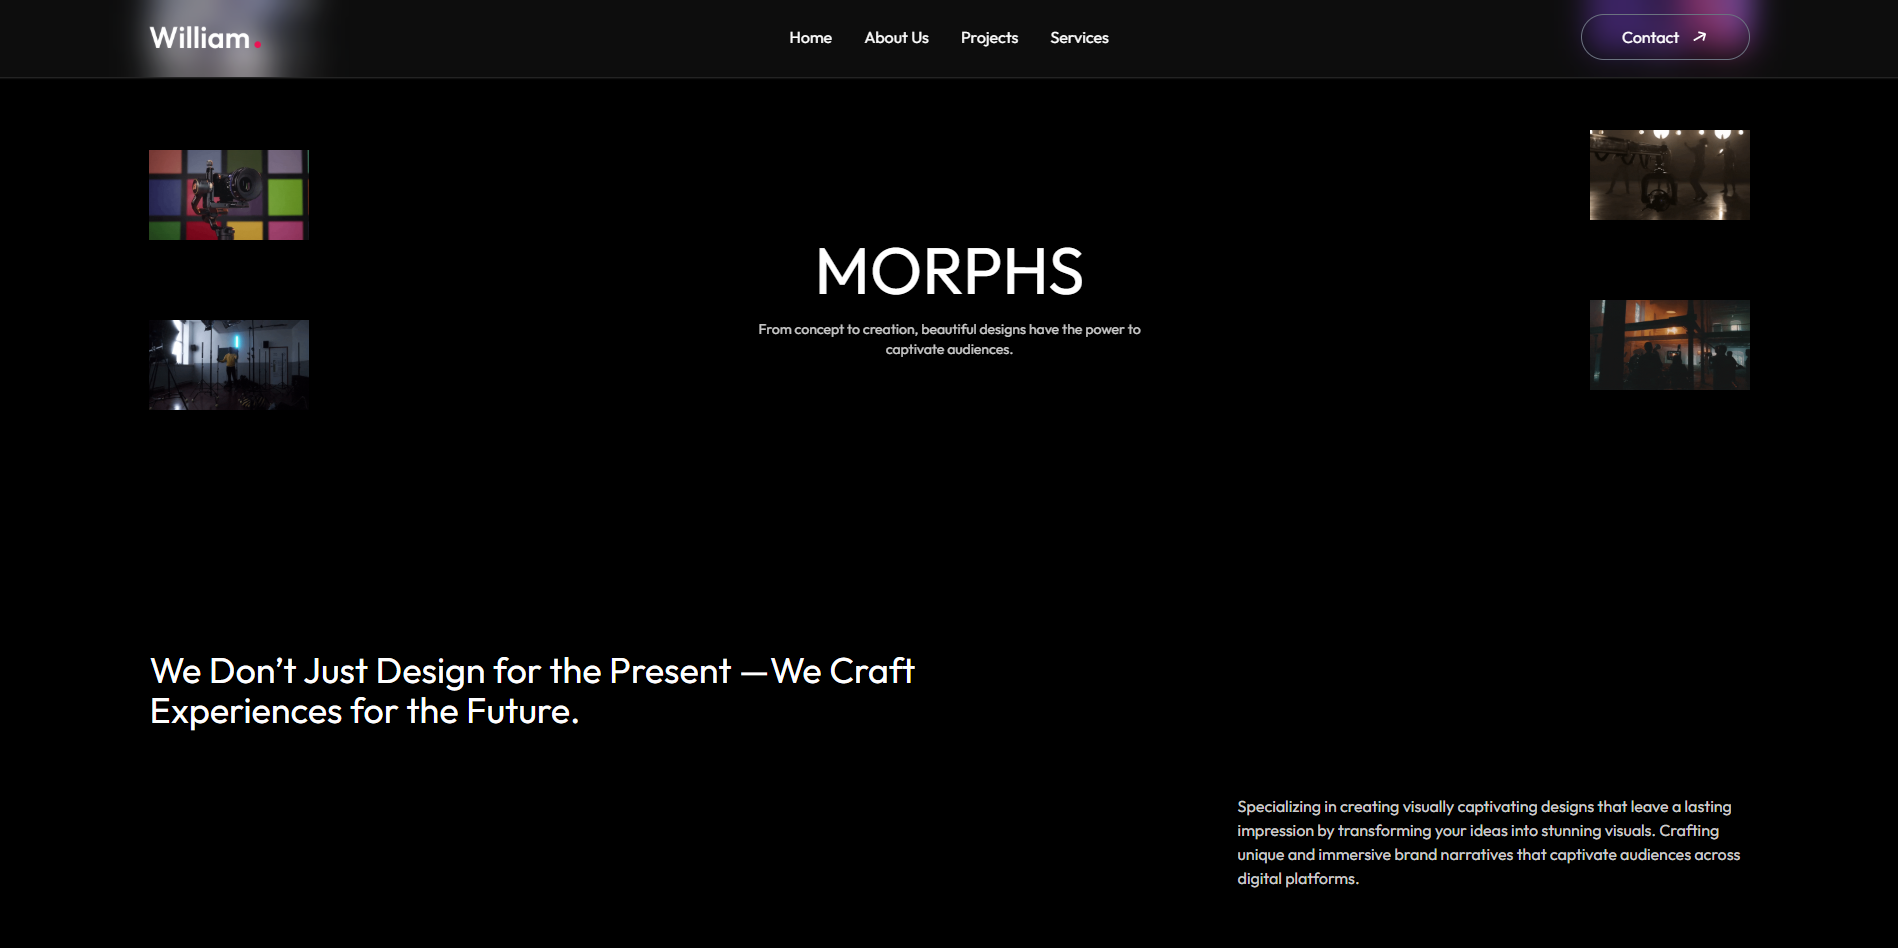 William.
Home
About Us
Projects
Services
Contact
MORPHS
From concept to creation, beautiful designs have the power to
captivate audiences.
We Don’t Just Design for the Present —We Craft
Experiences for the Future.
Specializing in creating visually captivating designs that leave a lasting
impression by transforming your ideas into stunning visuals. Crafting
unique and immersive brand narratives that captivate audiences across
digital platforms.